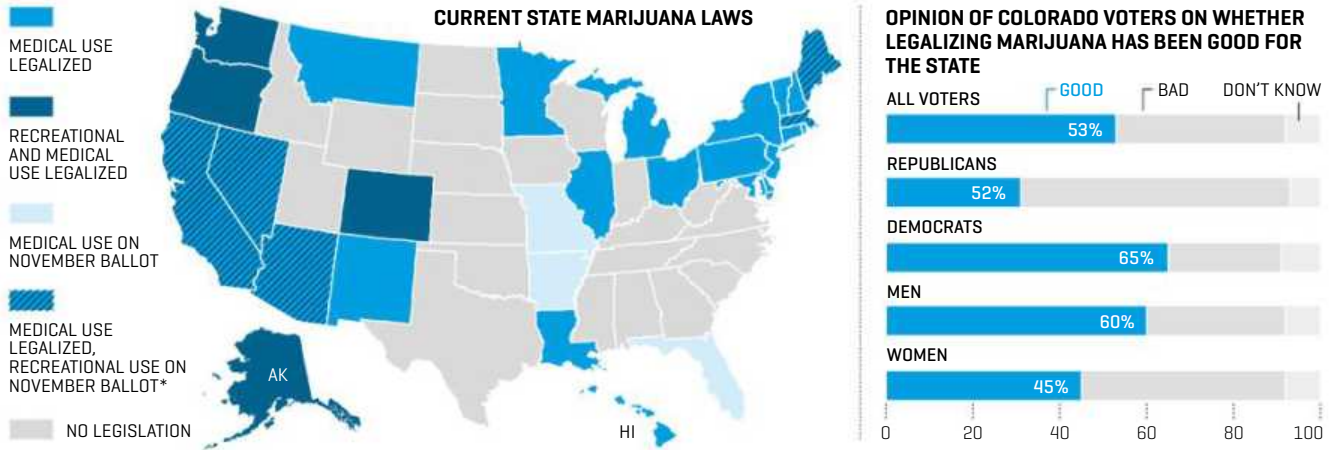 CURRENT STATE MARIJUANA LAWS
MEDICAL USE
LEGALIZED
RECREATIONAL
AND MEDICAL
USE LEGALIZED
MEDICAL USE ON
NOVEMBER BALLOT
MEDICAL USE
LEGALIZED,
RECREATIONAL USE ON
NOVEMBER BALLOT*
NO LEGISLATION
AK
HI
OPINION OF COLORADO VOTERS ON WHETHER
LEGALIZING MARIJUANA HAS BEEN GOOD FOR
THE STATE
ALL VOTERS GOOD BAD DON'T KNOW
53%
REPUBLICANS
52%
DEMOCRATS
65%
MEN
60%
WOMEN
45%
0 20 40 60 80 100